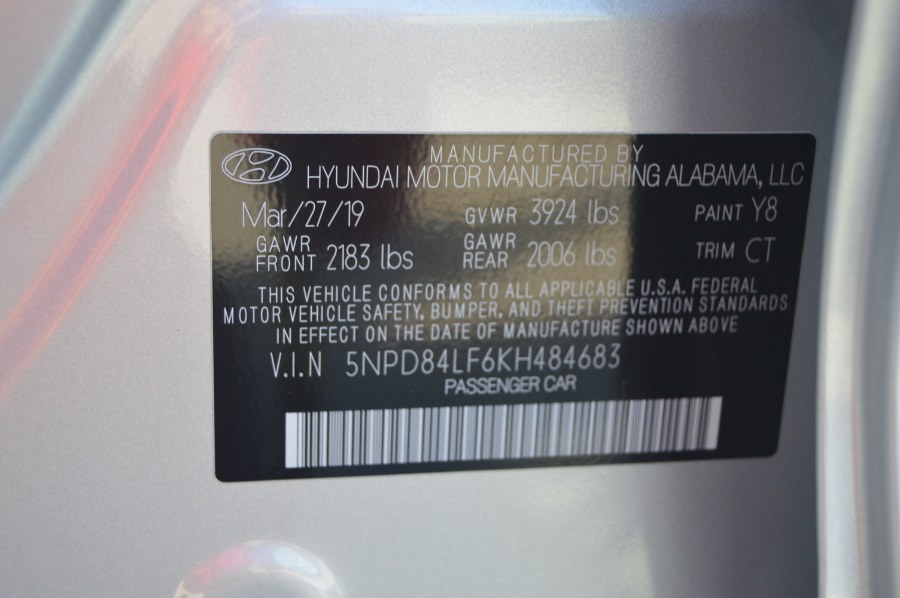 MANUFACTURED BY
HYUNDAI MOTOR MANUFACTURING ALABAMA, LLC
Mar/27/19 GVWR 3924 lbs PAINT Y8
GAWR FRONT 2183 lbs GAWR REAR 2006 lbs TRIM CT
THIS VEHICLE CONFORMS TO ALL APPLICABLE U.S.A. FEDERAL
MOTOR VEHICLE SAFETY, BUMPER, AND THEFT PREVENTION STANDARDS
IN EFFECT ON THE DATE OF MANUFACTURE SHOWN ABOVE
V.I.N 5NPD84LF6KH484683
PASSENGER CAR